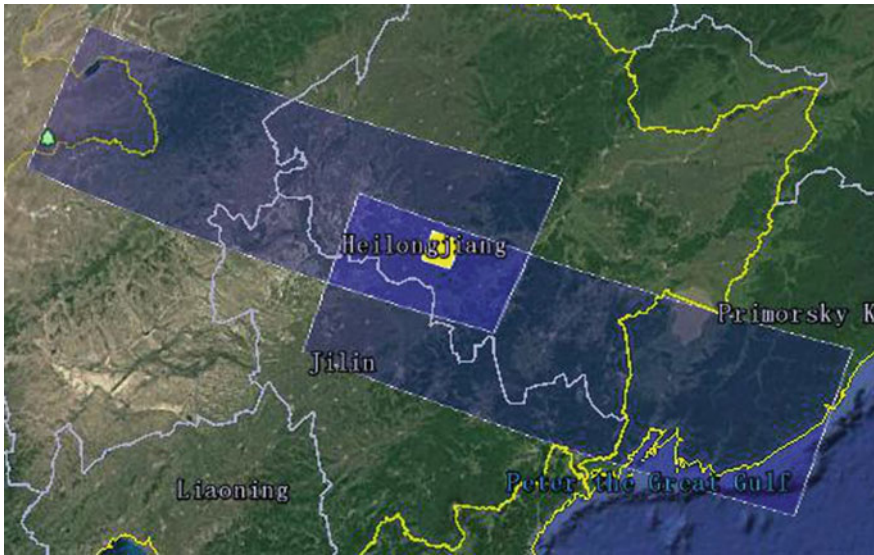 Heilongjiang
Primorsky K
Jilin
Liaoning
Peter the Great Gulf